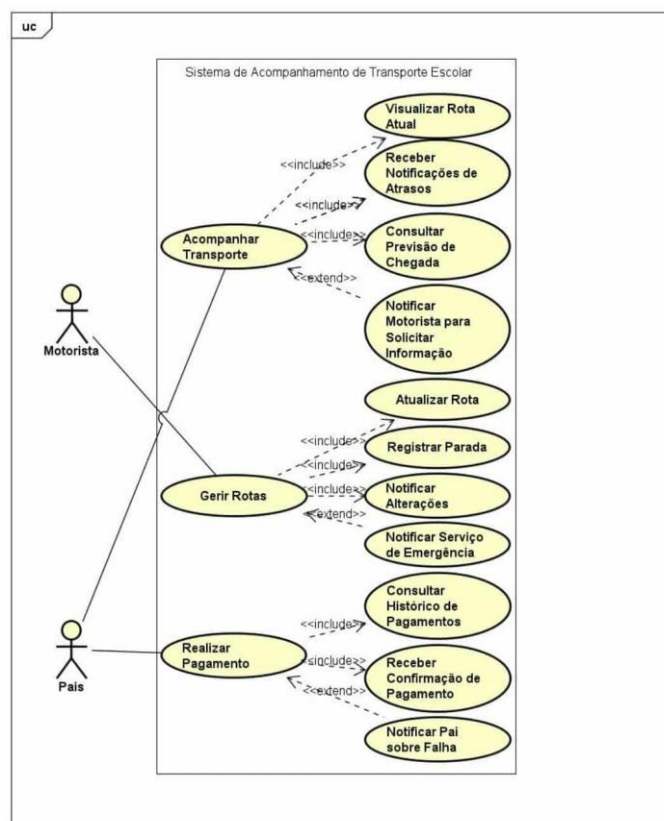 uc
Sistema de Acompanhamento de Transporte Escolar
Visualizar Rota
Atual
<<include>>
Receber
Notificações de
Atrasos
<<include>>
Acompanhar
Transporte
<<include>>
Consultar
Previsão de
Chegada
<<extend>>
Notificar
Motorista para
Solicitar
Informação
Motorista
Atualizar Rota
<<include>>
Registrar Parada
<<include>>
Gerir Rotas
<<include>>
Notificar
Alterações
<<extend>>
Notificar Serviço
de Emergência
Consultar
Histórico de
Pagamentos
<<include>>
Pais
Realizar
Pagamento
<<include>>
Receber
Confirmação de
Pagamento
<<extend>>
Notificar Pai
sobre Falha